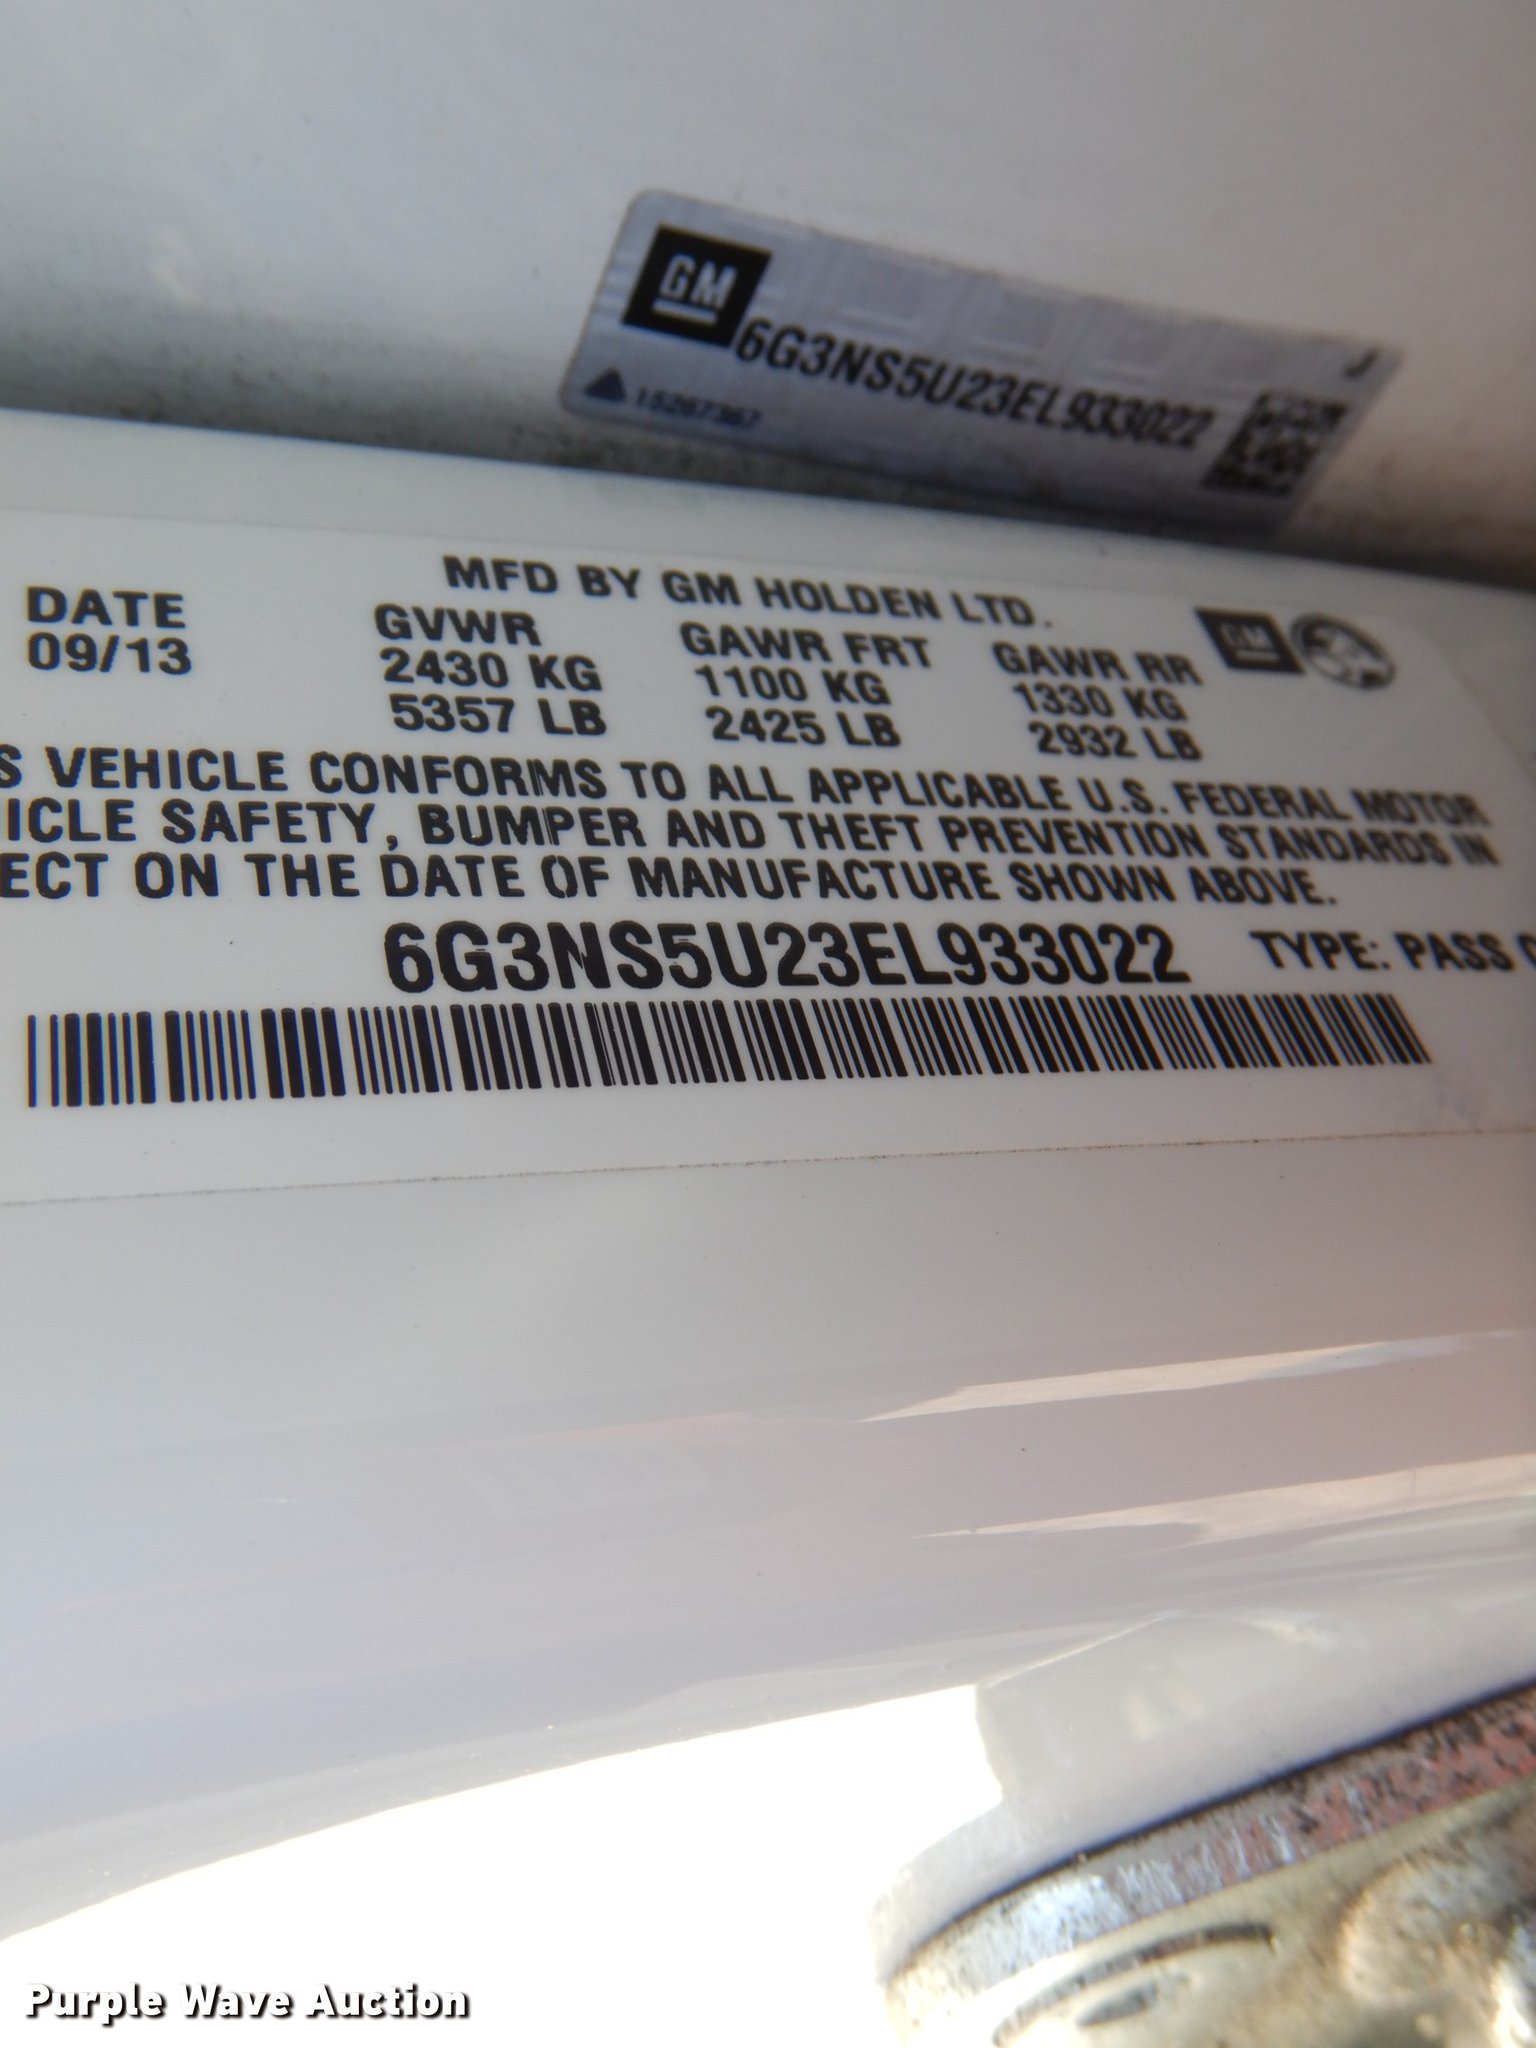 GM
J
6G3NS5U23EL933022
15267367
MFD BY GM HOLDEN LTD.
DATE GVWR GAWR FRT GAWR RR GM
09/13 2430 KG 1100 KG 1330 KG
5357 LB 2425 LB 2932 LB
S VEHICLE CONFORMS TO ALL APPLICABLE U.S. FEDERAL MOTOR
ICLE SAFETY, BUMPER AND THEFT PREVENTION STANDARDS IN
ECT ON THE DATE OF MANUFACTURE SHOWN ABOVE.
6G3NS5U23EL933022 TYPE: PASS
Purple Wave Auction